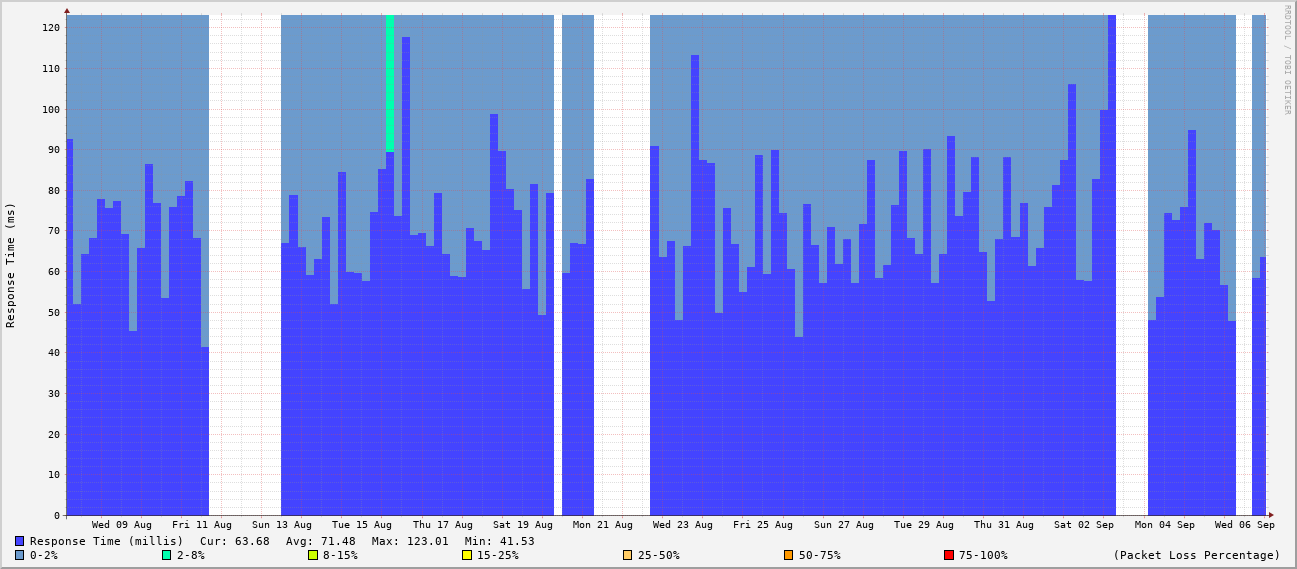 RRDTOOL / TOBI OETIKER
Response Time (ms)
120
110
100
90
80
70
60
50
40
30
20
10
0
Wed 09 Aug Fri 11 Aug Sun 13 Aug Tue 15 Aug Thu 17 Aug Sat 19 Aug Mon 21 Aug Wed 23 Aug Fri 25 Aug Sun 27 Aug Tue 29 Aug Thu 31 Aug Sat 02 Sep Mon 04 Sep Wed 06 Sep
Response Time (millis) Cur: 63.68 Avg: 71.48 Max: 123.01 Min: 41.53
0-2% 2-8% 8-15% 15-25% 25-50% 50-75% 75-100% (Packet Loss Percentage)